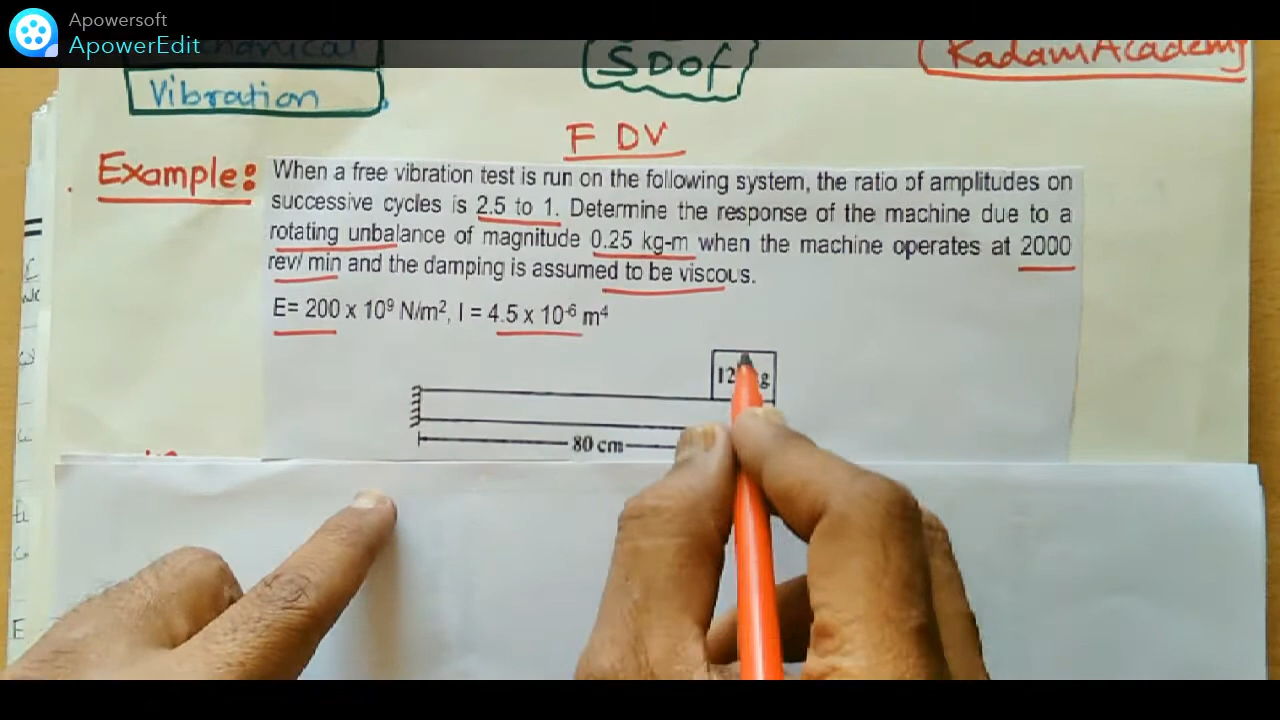 Apowersoft
ApowerEdit
SDof
Kadam Academy
Vibration
F DV
Example:
When a free vibration test is run on the following system, the ratio of amplitudes on
successive cycles is 2.5 to 1. Determine the response of the machine due to a
rotating unbalance of magnitude 0.25 kg-m when the machine operates at 2000
rev/ min and the damping is assumed to be viscous.
E= 200 x 10⁹ N/m², I = 4.5 x 10⁻⁶ m⁴
80 cm